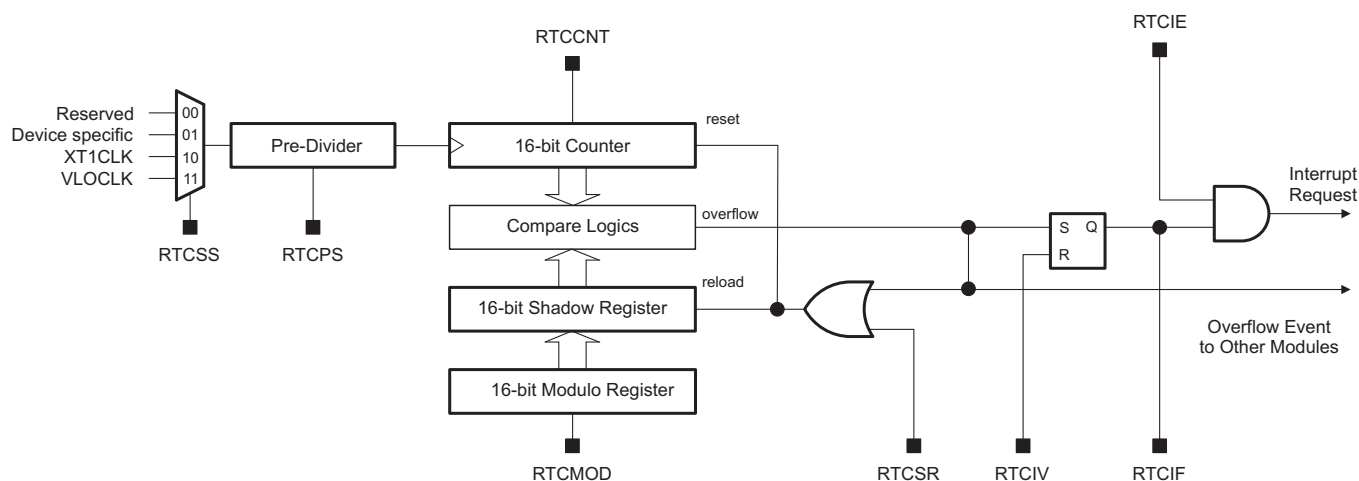 RTCIE
RTCCNT
Reserved
00
Device specific
01
XT1CLK
10
VLOCLK
11
Pre-Divider
16-bit Counter
reset
Interrupt
Request
Compare Logics
overflow
S
Q
R
RTCSS
RTCPS
reload
16-bit Shadow Register
Overflow Event
to Other Modules
16-bit Modulo Register
RTCMOD
RTCSR
RTCIV
RTCIF